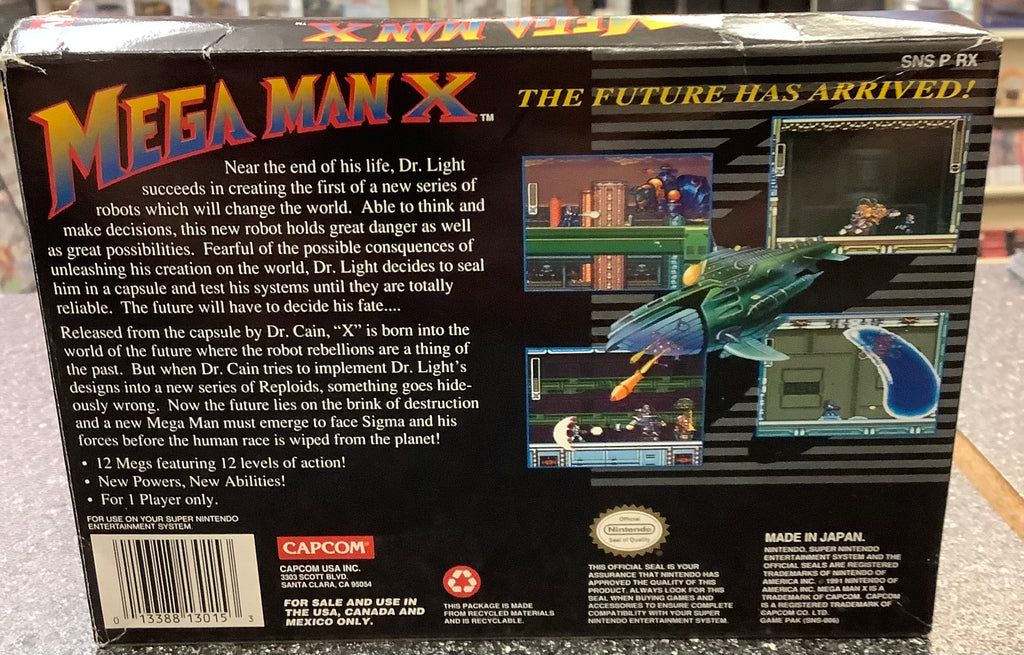 MEGA MAN X
MEGA MAN X
SNS P RX
MEGA MAN X™
THE FUTURE HAS ARRIVED!
Near the end of his life, Dr. Light
succeeds in creating the first of a new series of
robots which will change the world. Able to think and
make decisions, this new robot holds great danger as well
as great possibilities. Fearful of the possible consquences of
unleashing his creation on the world, Dr. Light decides to seal
him in a capsule and test his systems until they are totally
reliable. The future will have to decide his fate....
Released from the capsule by Dr. Cain, “X” is born into the
world of the future where the robot rebellions are a thing of
the past. But when Dr. Cain tries to implement Dr. Light's
designs into a new series of Reploids, something goes hide-
ously wrong. Now the future lies on the brink of destruction
and a new Mega Man must emerge to face Sigma and his
forces before the human race is wiped from the planet!
• 12 Megs featuring 12 levels of action!
• New Powers, New Abilities!
• For 1 Player only.
FOR USE ON YOUR SUPER NINTENDO
ENTERTAINMENT SYSTEM.
0 13388 13015 3
CAPCOM®
CAPCOM USA INC.
3303 SCOTT BLVD.
SANTA CLARA, CA 95054
FOR SALE AND USE IN
THE USA, CANADA AND
MEXICO ONLY.
THIS PACKAGE IS MADE
FROM RECYCLED MATERIALS
AND IS RECYCLABLE.
Official
Nintendo
Seal of Quality
THIS OFFICIAL SEAL IS YOUR
ASSURANCE THAT NINTENDO HAS
APPROVED THE QUALITY OF THIS
PRODUCT. ALWAYS LOOK FOR THIS
SEAL WHEN BUYING GAMES AND
ACCESSORIES TO ENSURE COMPLETE
COMPATIBILITY WITH YOUR SUPER
NINTENDO ENTERTAINMENT SYSTEM.
MADE IN JAPAN.
NINTENDO, SUPER NINTENDO
ENTERTAINMENT SYSTEM AND THE
OFFICIAL SEALS ARE REGISTERED
TRADEMARKS OF NINTENDO OF
AMERICA INC. © 1991 NINTENDO OF
AMERICA INC. MEGA MAN X IS A
TRADEMARK OF CAPCOM. CAPCOM
IS A REGISTERED TRADEMARK OF
CAPCOM CO. LTD.
GAME PAK (SNS-006)